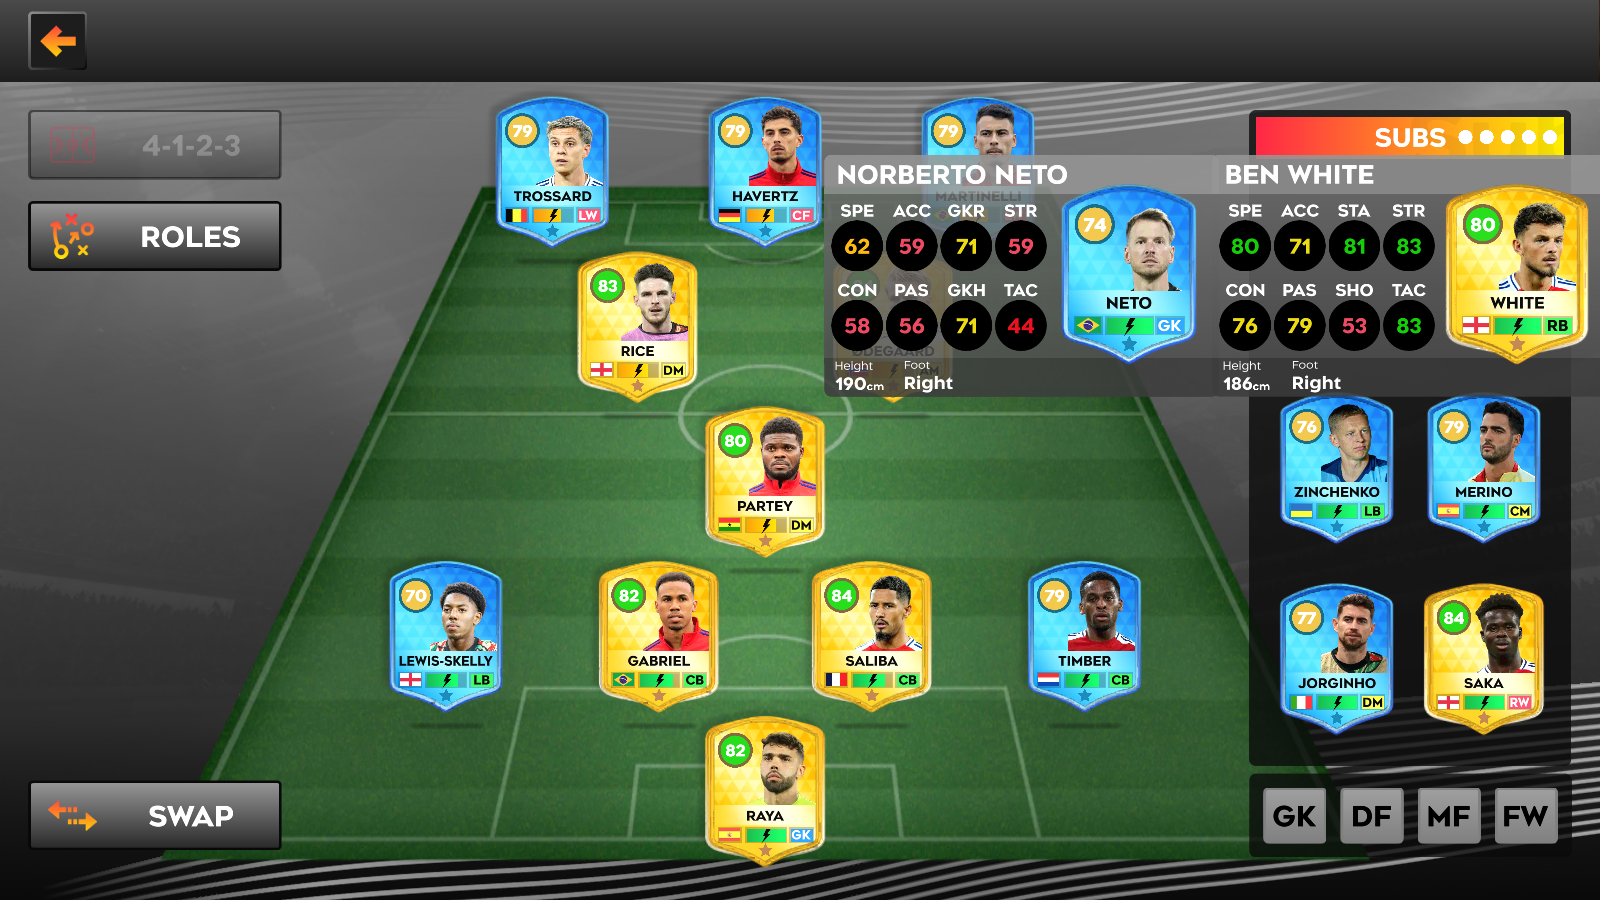 4-1-2-3
ROLES
SWAP
79
TROSSARD
LW
79
HAVERTZ
CF
79
MARTINELLI
83
RICE
DM
ODEGAARD
80
PARTEY
DM
70
LEWIS-SKELLY
LB
82
GABRIEL
CB
84
SALIBA
CB
79
TIMBER
CB
82
RAYA
GK
NORBERTO NETO
SPE ACC GKR STR
62 59 71 59
CON PAS GKH TAC
58 56 71 44
Height Foot
190cm Right
74
NETO
GK
SUBS
BEN WHITE
SPE ACC STA STR
80 71 81 83
CON PAS SHO TAC
76 79 53 83
Height Foot
186cm Right
80
WHITE
RB
76
ZINCHENKO
LB
79
MERINO
CM
77
JORGINHO
DM
84
SAKA
RW
GK DF MF FW